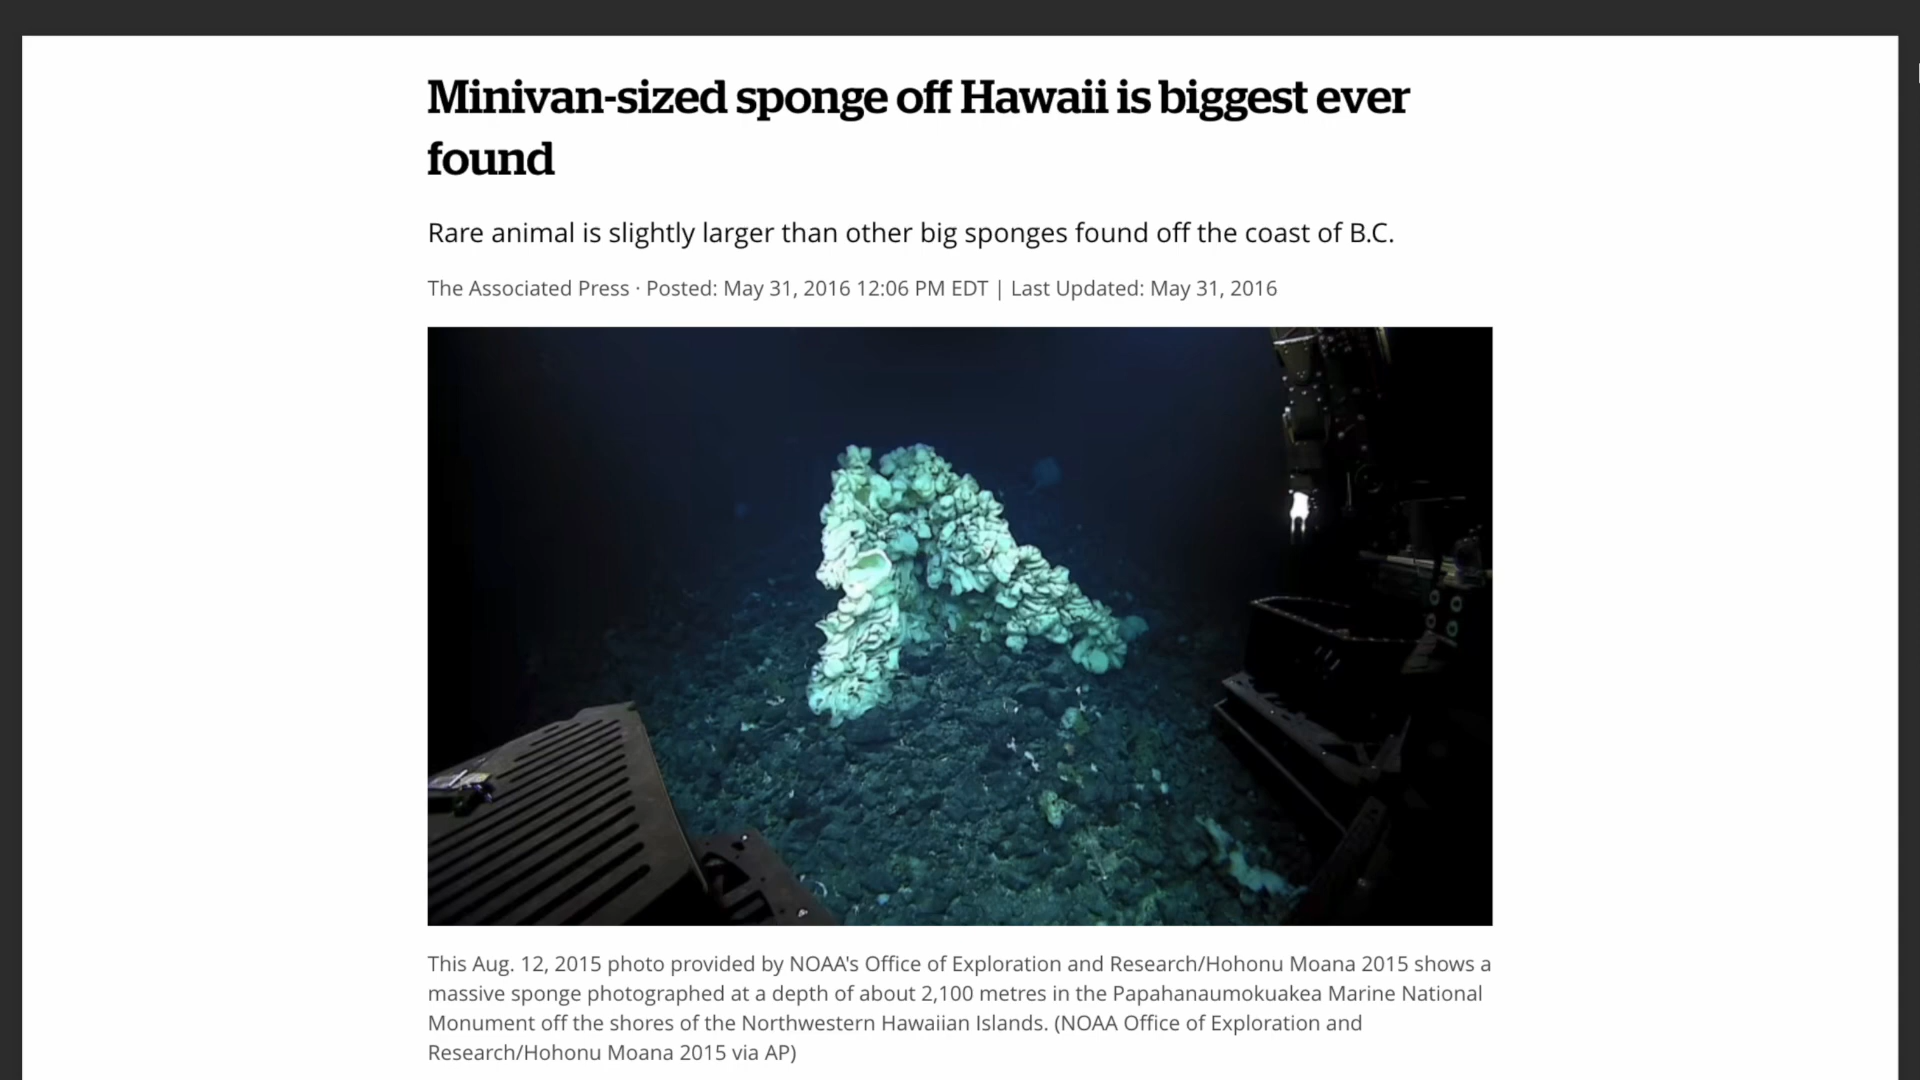 Minivan-sized sponge off Hawaii is biggest ever
found
Rare animal is slightly larger than other big sponges found off the coast of B.C.
The Associated Press · Posted: May 31, 2016 12:06 PM EDT | Last Updated: May 31, 2016
This Aug. 12, 2015 photo provided by NOAA's Office of Exploration and Research/Hohonu Moana 2015 shows a
massive sponge photographed at a depth of about 2,100 metres in the Papahanaumokuakea Marine National
Monument off the shores of the Northwestern Hawaiian Islands. (NOAA Office of Exploration and
Research/Hohonu Moana 2015 via AP)